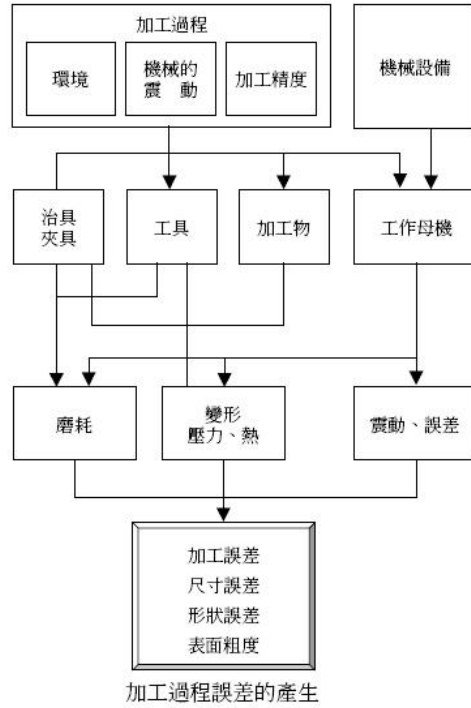 加工過程
環境
機械的
震動
加工精度
機械設備
治具
夾具
工具
加工物
工作母機
磨耗
變形
壓力、熱
震動、誤差
加工誤差
尺寸誤差
形狀誤差
表面粗度
加工過程誤差的產生